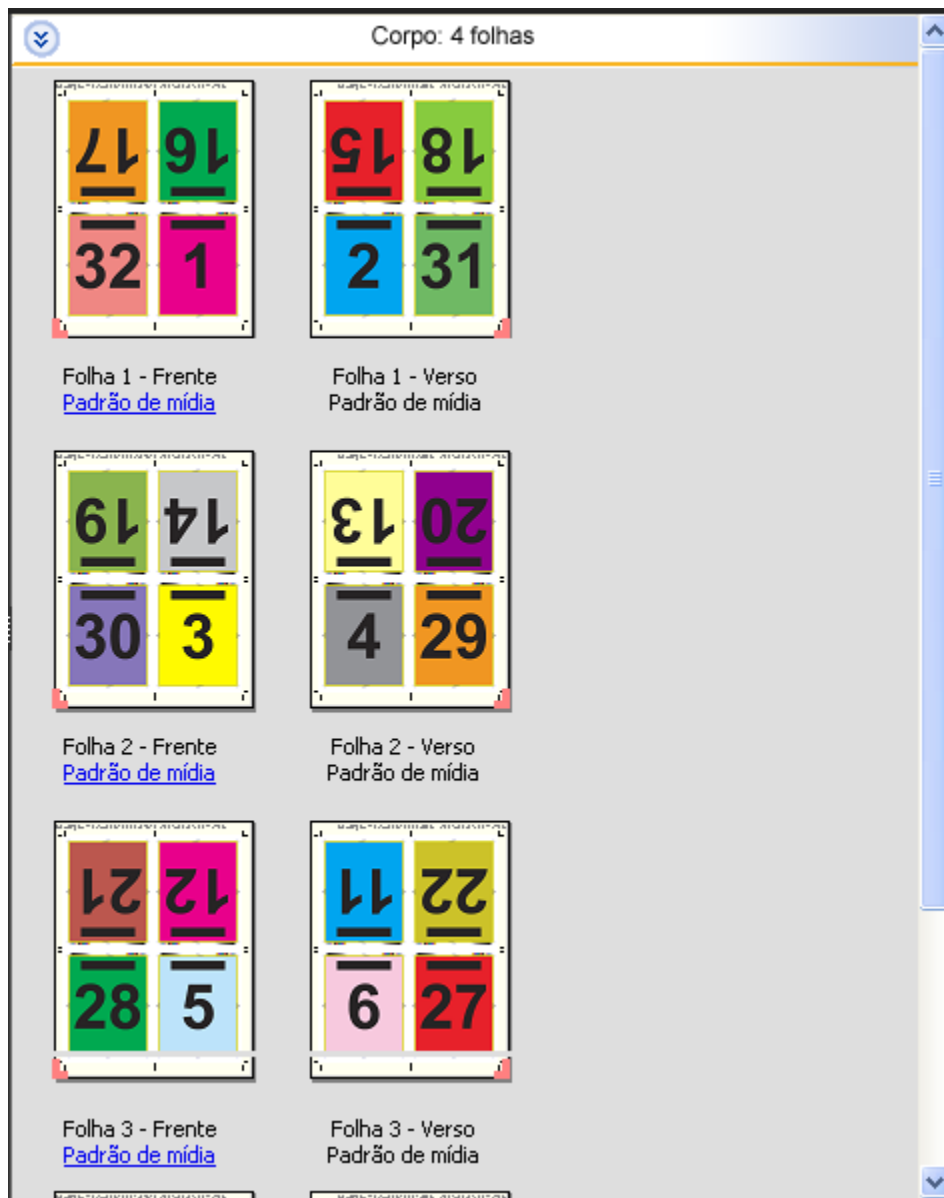 Corpo: 4 folhas
17 16
32 1
15 18
2 31
Folha 1 - Frente
Padrão de mídia
Folha 1 - Verso
Padrão de mídia
19 14
30 3
13 20
4 29
Folha 2 - Frente
Padrão de mídia
Folha 2 - Verso
Padrão de mídia
21 12
28 5
11 22
6 27
Folha 3 - Frente
Padrão de mídia
Folha 3 - Verso
Padrão de mídia